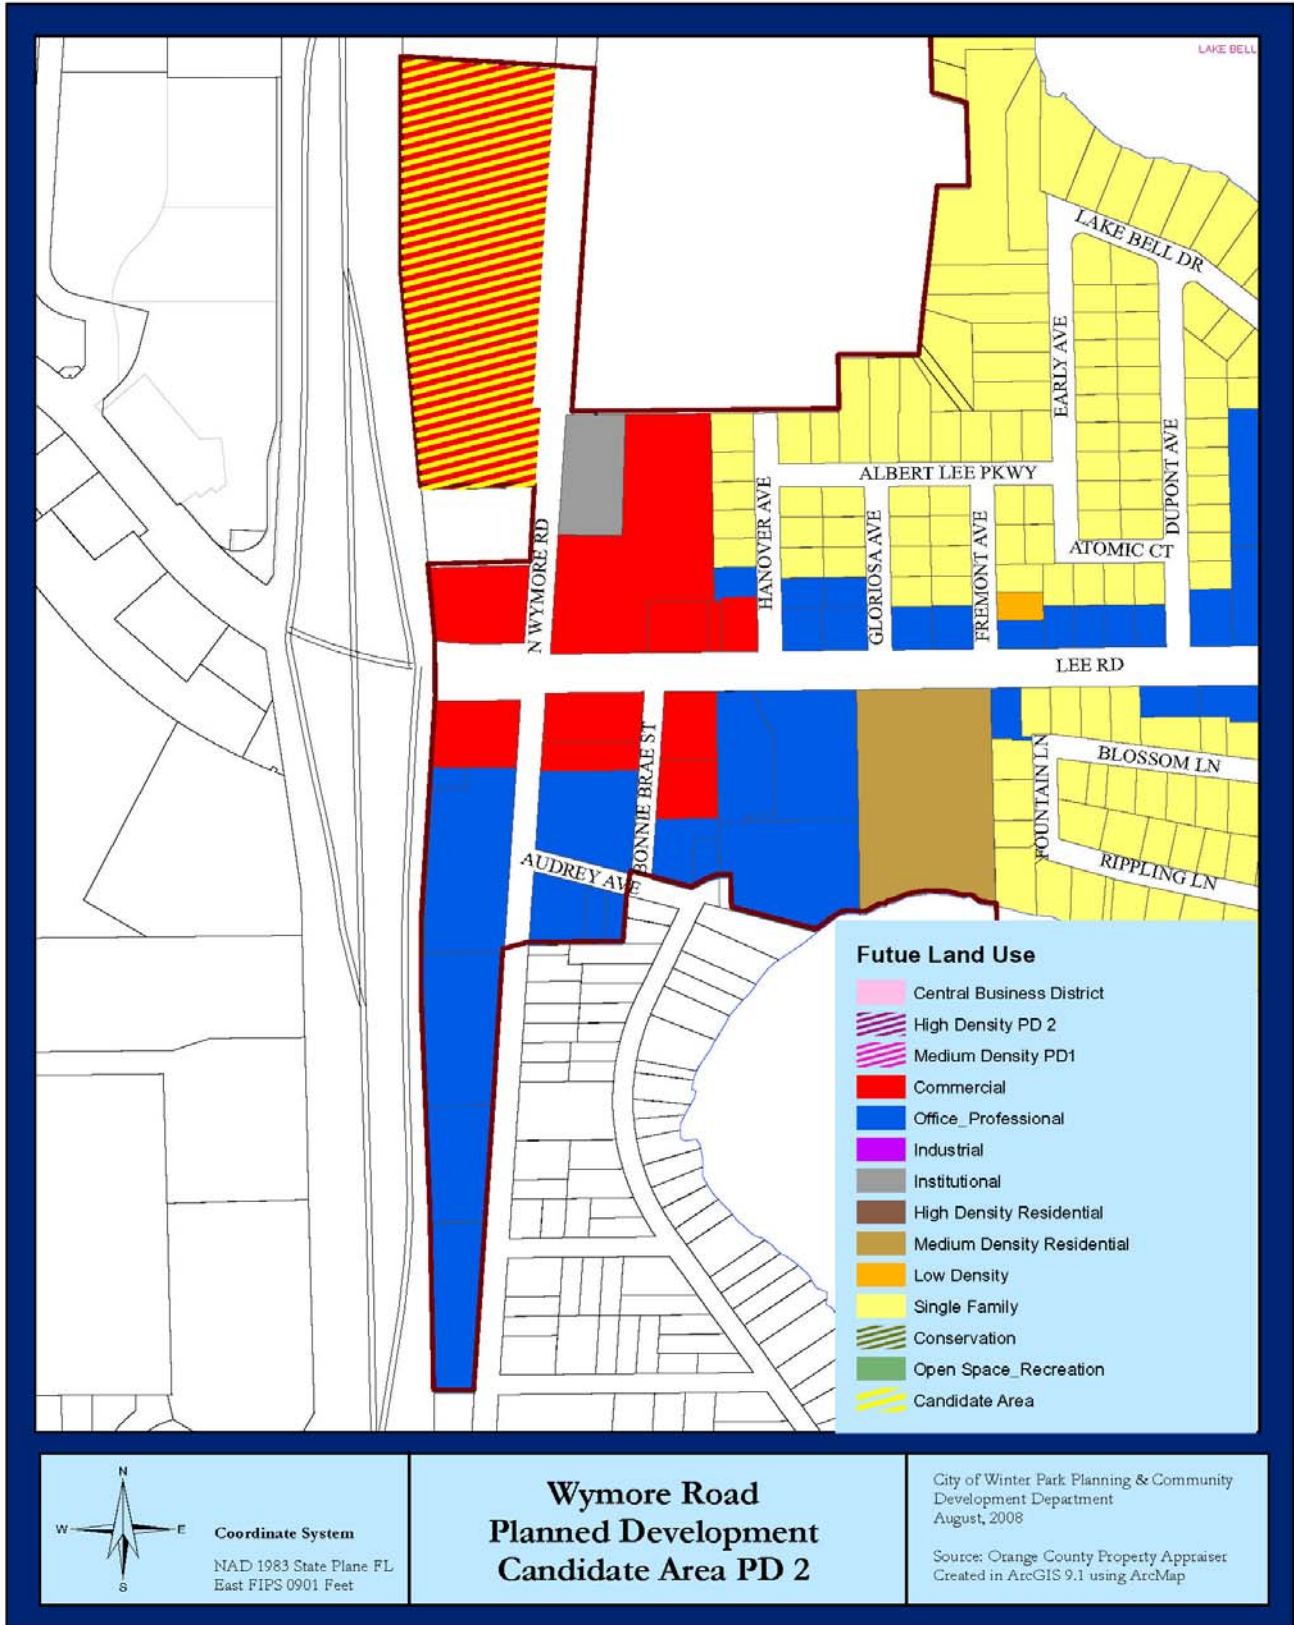 LAKE BELL
LAKE BELL DR
EARLY AVE
DUPONT AVE
ALBERT LEE PKWY
HANOVER AVE
GLORIOSA AVE
FREMONT AVE
ATOMIC CT
N WYMORE RD
LEE RD
BONNIE BRAE ST
FOUNTAIN LN
BLOSSOM LN
AUDREY AVE
RIPPLING LN
Futue Land Use
Central Business District
High Density PD 2
Medium Density PD1
Commercial
Office_Professional
Industrial
Institutional
High Density Residential
Medium Density Residential
Low Density
Single Family
Conservation
Open Space_Recreation
Candidate Area
N
W
E
S
Coordinate System
NAD 1983 State Plane FL
East FIPS 0901 Feet
Wymore Road
Planned Development
Candidate Area PD 2
City of Winter Park Planning & Community
Development Department
August, 2008
Source: Orange County Property Appraiser
Created in ArcGIS 9.1 using ArcMap